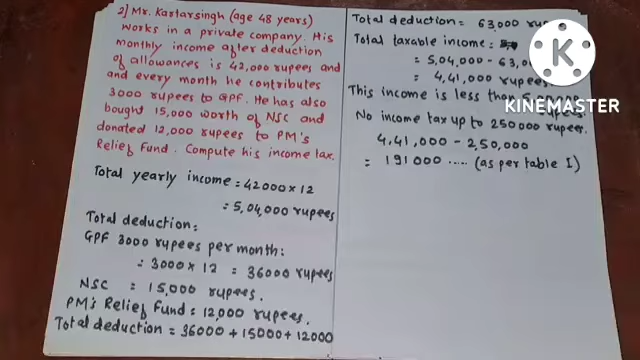 2] Mr. Kartarsingh (age 48 years)
works in a private company. His
monthly income after deduction
of allowances is 42,000 rupees and
and every month he contributes
3000 rupees to GPF. He has also
bought 15,000 worth of NSC and
donated 12,000 rupees to PM's
Relief Fund. Compute his income tax.
Total yearly income = 42000 × 12
= 5,04,000 rupees
Total deduction:
GPF 3000 rupees per month:
= 3000 × 12 = 36000 rupees
NSC = 15,000 rupees.
PM's Relief Fund = 12,000 rupees.
Total deduction = 36000 + 15000 + 12000
Total deduction = 63,000
Total taxable income =
= 5,04,000 -
= 4,41,000 rupees
This income is less than
rupees.
No income tax up to 250000 rupees.
4,41,000 - 2,50,000
= 191000 ..... (as per table I)
K
KINEMASTER